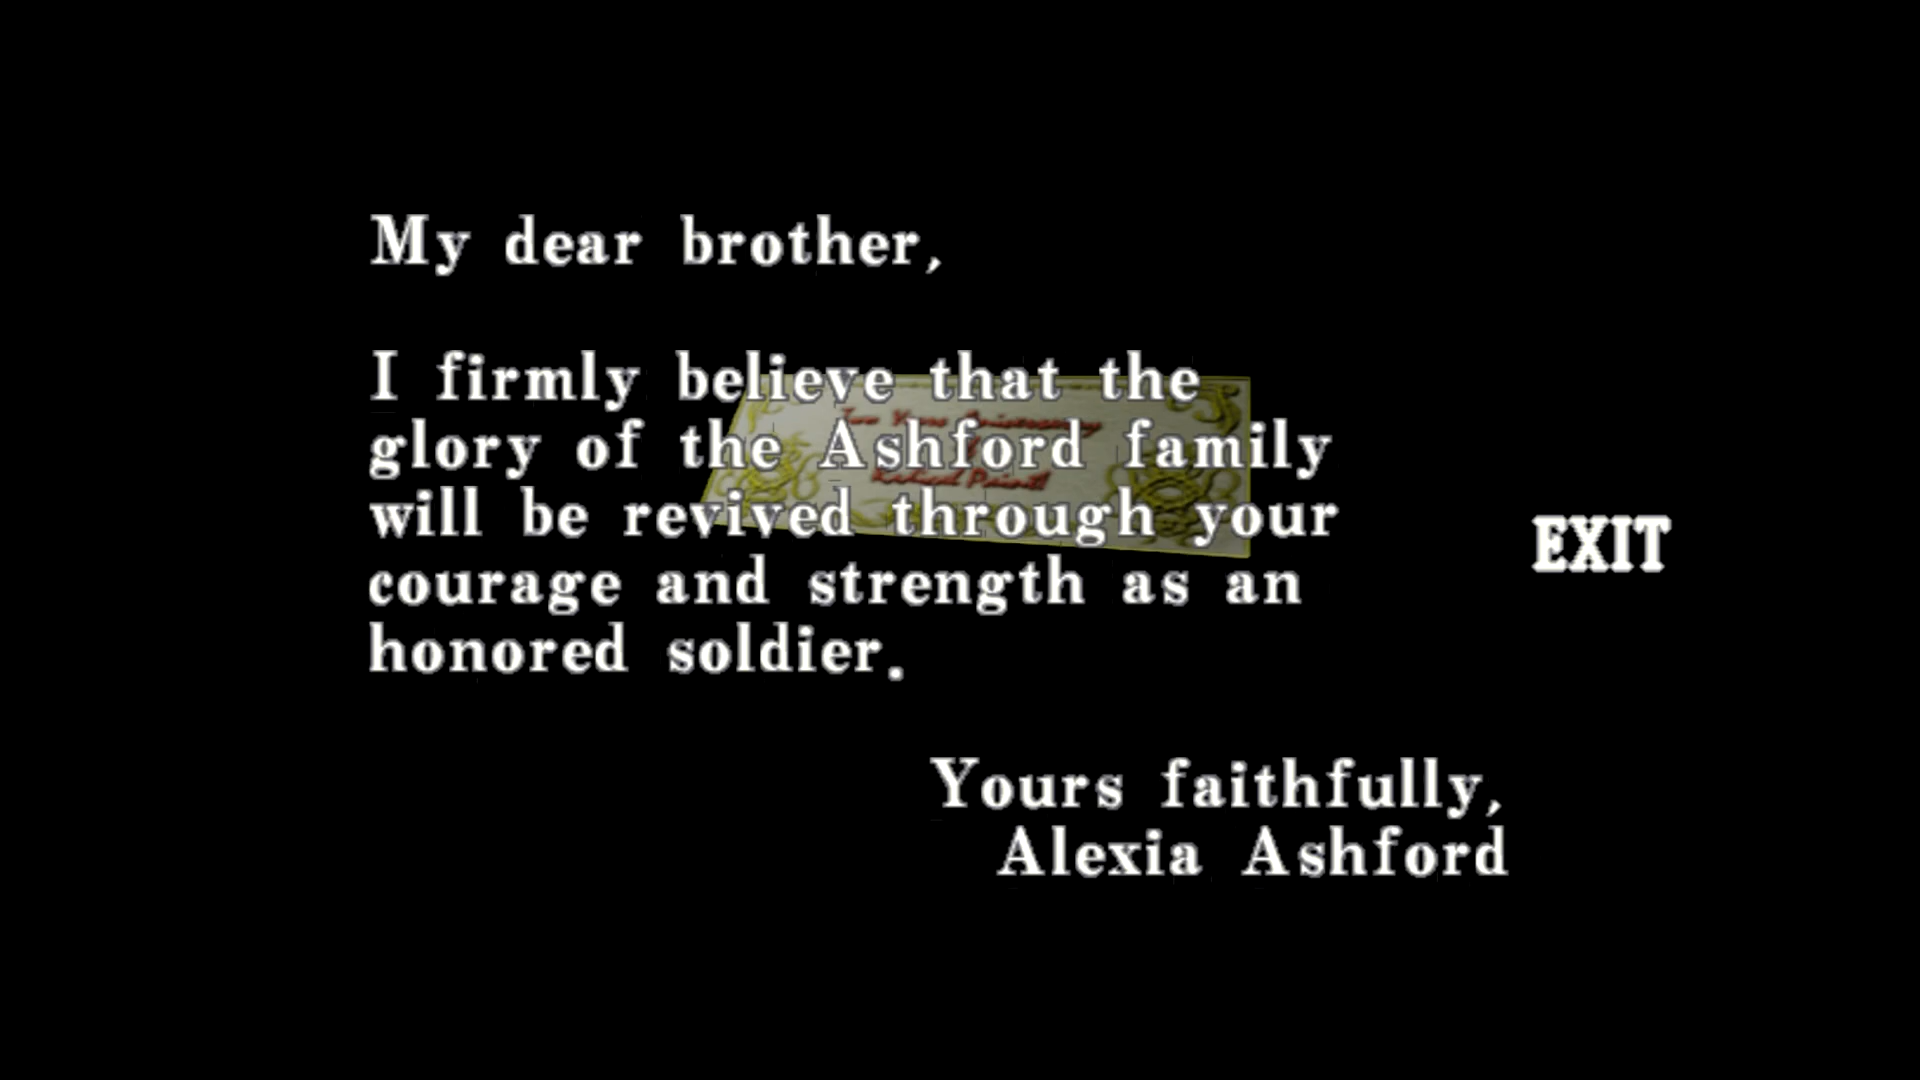 My dear brother,
I firmly believe that the
glory of the Ashford family
will be revived through your
courage and strength as an
honored soldier.
Yours faithfully,
Alexia Ashford
EXIT